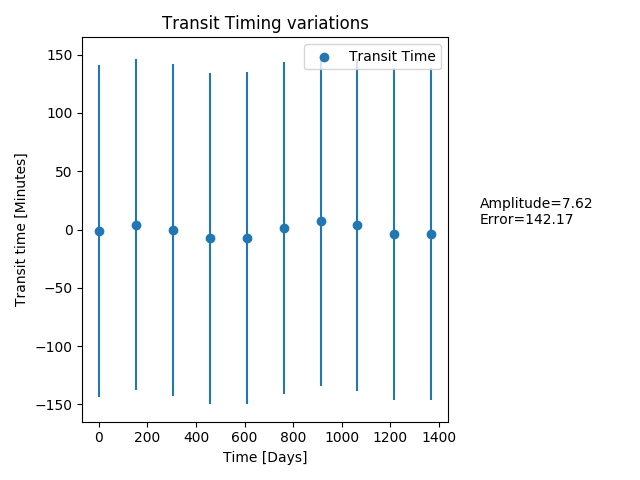 Transit Timing variations
Transit Time
Transit time [Minutes]
150
100
50
0
−50
−100
−150
0 200 400 600 800 1000 1200 1400
Time [Days]
Amplitude=7.62
Error=142.17